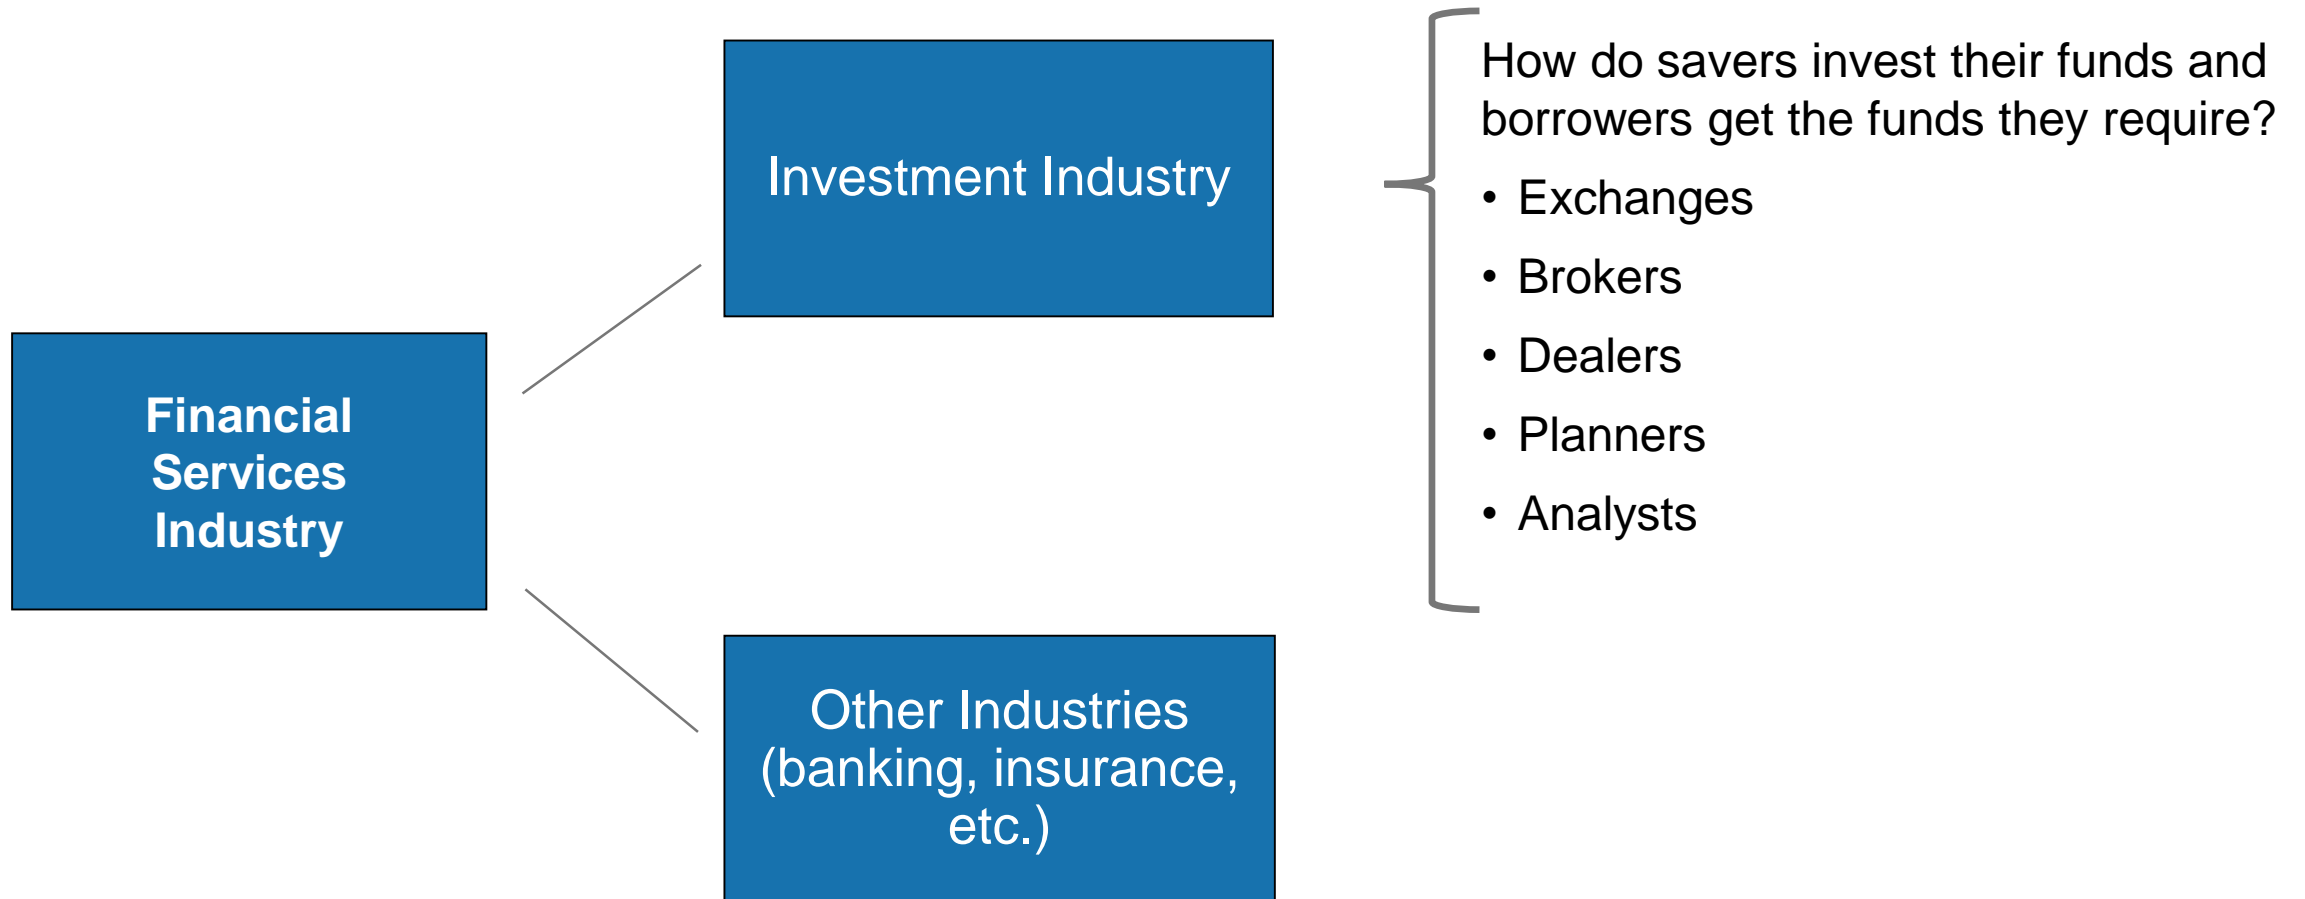 Financial
Services
Industry
Investment Industry
How do savers invest their funds and
borrowers get the funds they require?
• Exchanges
• Brokers
• Dealers
• Planners
• Analysts
Other Industries
(banking, insurance,
etc.)